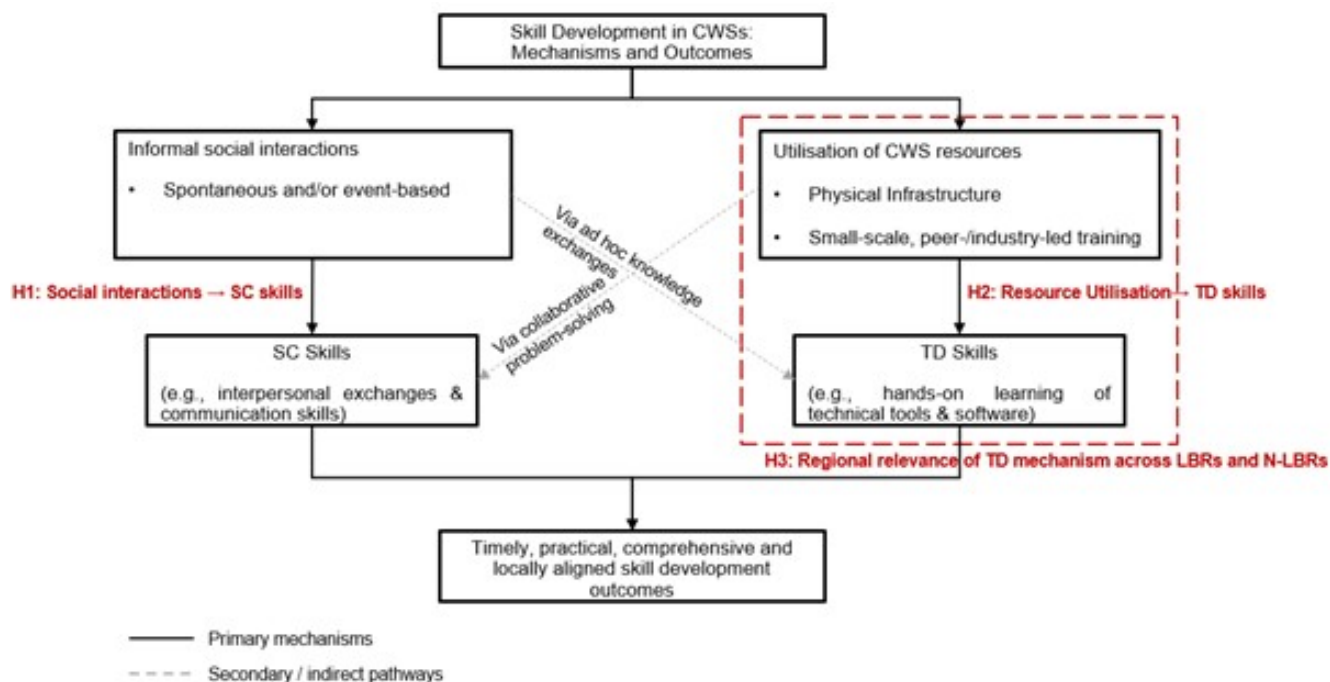 Skill Development in CWSs:
Mechanisms and Outcomes
Informal social interactions
• Spontaneous and/or event-based
Utilisation of CWS resources
• Physical Infrastructure
• Small-scale, peer-/industry-led training
Via ad hoc knowledge
exchanges
Via collaborative
problem-solving
H1: Social interactions → SC skills
H2: Resource Utilisation → TD skills
SC Skills
(e.g., interpersonal exchanges &
communication skills)
TD Skills
(e.g., hands-on learning of
technical tools & software)
H3: Regional relevance of TD mechanism across LBRs and N-LBRs
Timely, practical, comprehensive and
locally aligned skill development
outcomes
Primary mechanisms
Secondary / indirect pathways